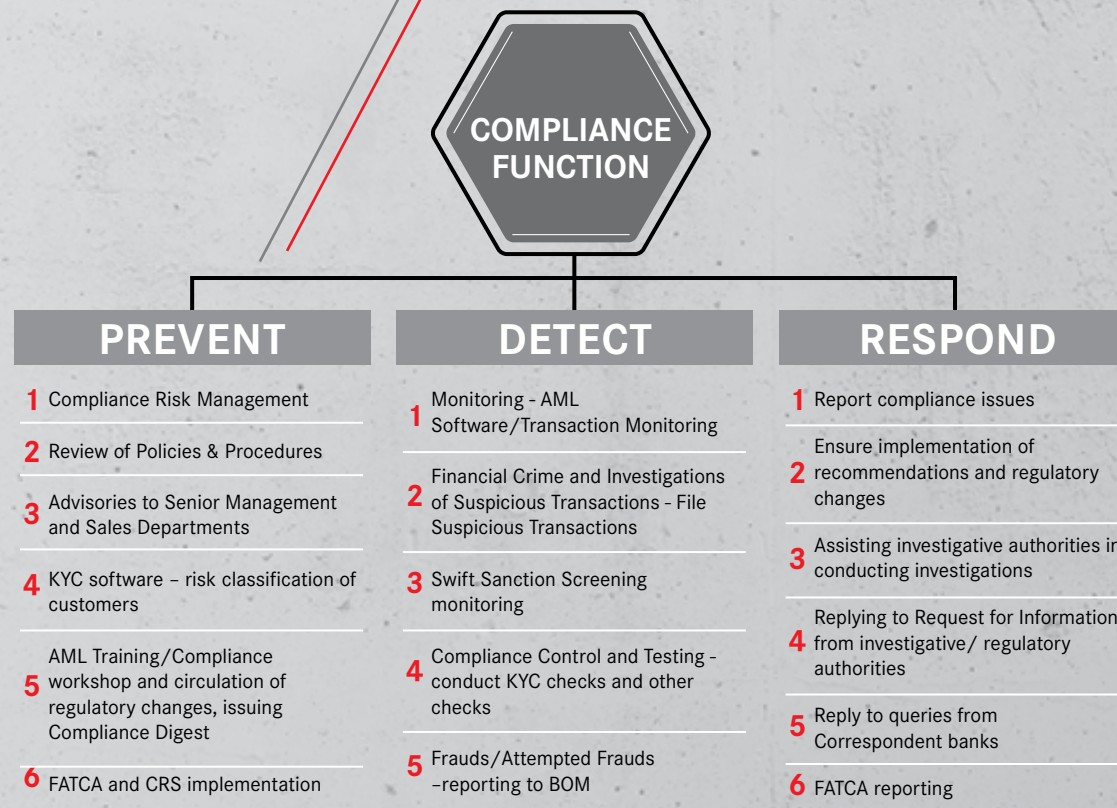 COMPLIANCE
FUNCTION
PREVENT
1 Compliance Risk Management
2 Review of Policies & Procedures
3 Advisories to Senior Management
and Sales Departments
4 KYC software – risk classification of
customers
5 AML Training/Compliance
workshop and circulation of
regulatory changes, issuing
Compliance Digest
6 FATCA and CRS implementation
DETECT
1 Monitoring - AML
Software/Transaction Monitoring
2 Financial Crime and Investigations
of Suspicious Transactions - File
Suspicious Transactions
3 Swift Sanction Screening
monitoring
4 Compliance Control and Testing -
conduct KYC checks and other
checks
5 Frauds/Attempted Frauds
–reporting to BOM
RESPOND
1 Report compliance issues
2 Ensure implementation of
recommendations and regulatory
changes
3 Assisting investigative authorities in
conducting investigations
4 Replying to Request for Information
from investigative/ regulatory
authorities
5 Reply to queries from
Correspondent banks
6 FATCA reporting